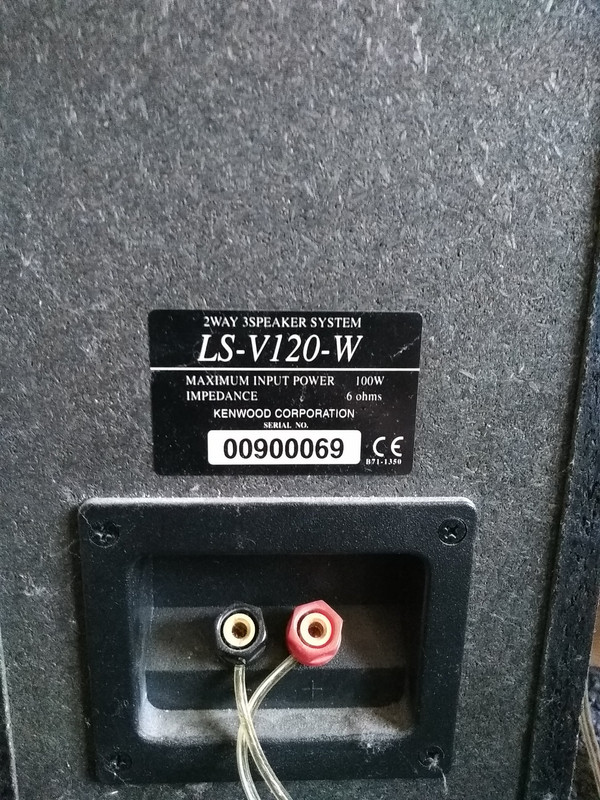 2WAY 3SPEAKER SYSTEM
LS-V120-W
MAXIMUM INPUT POWER 100W
IMPEDANCE 6 ohms
KENWOOD CORPORATION
SERIAL NO.
00900069 CE
B71-1350
+